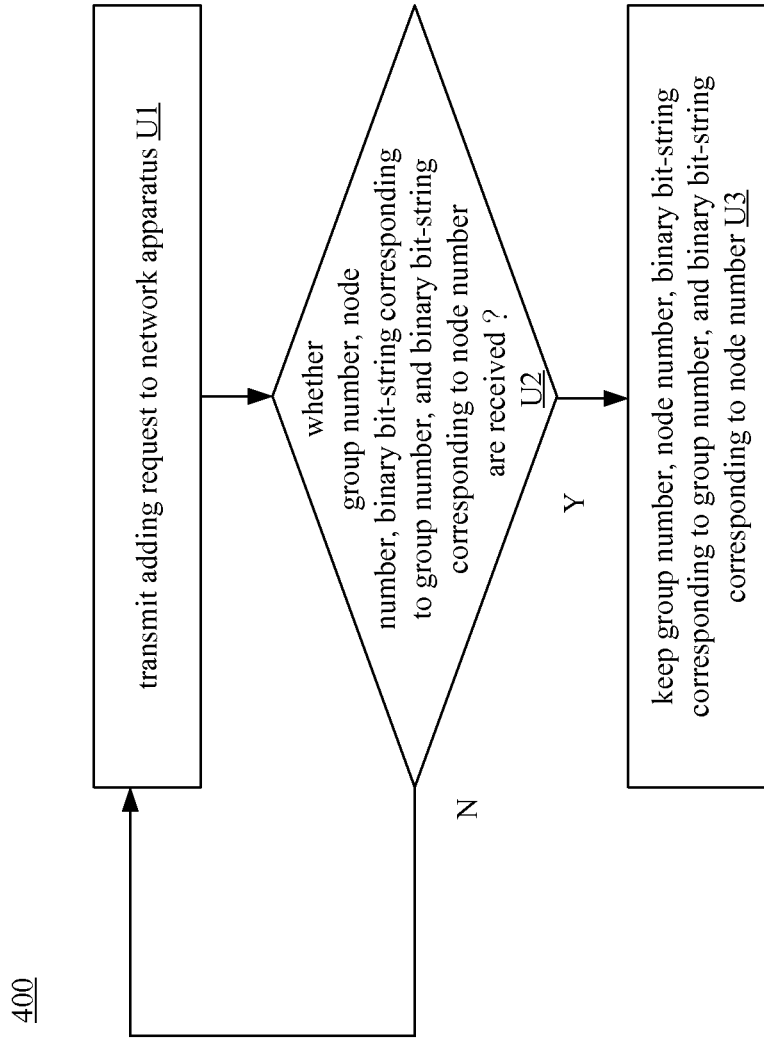 400
transmit adding request to network apparatus U1
whether
group number, node
number, binary bit-string corresponding
to group number, and binary bit-string
corresponding to node number
are received ?
U2
N
Y
keep group number, node number, binary bit-string
corresponding to group number, and binary bit-string
corresponding to node number U3